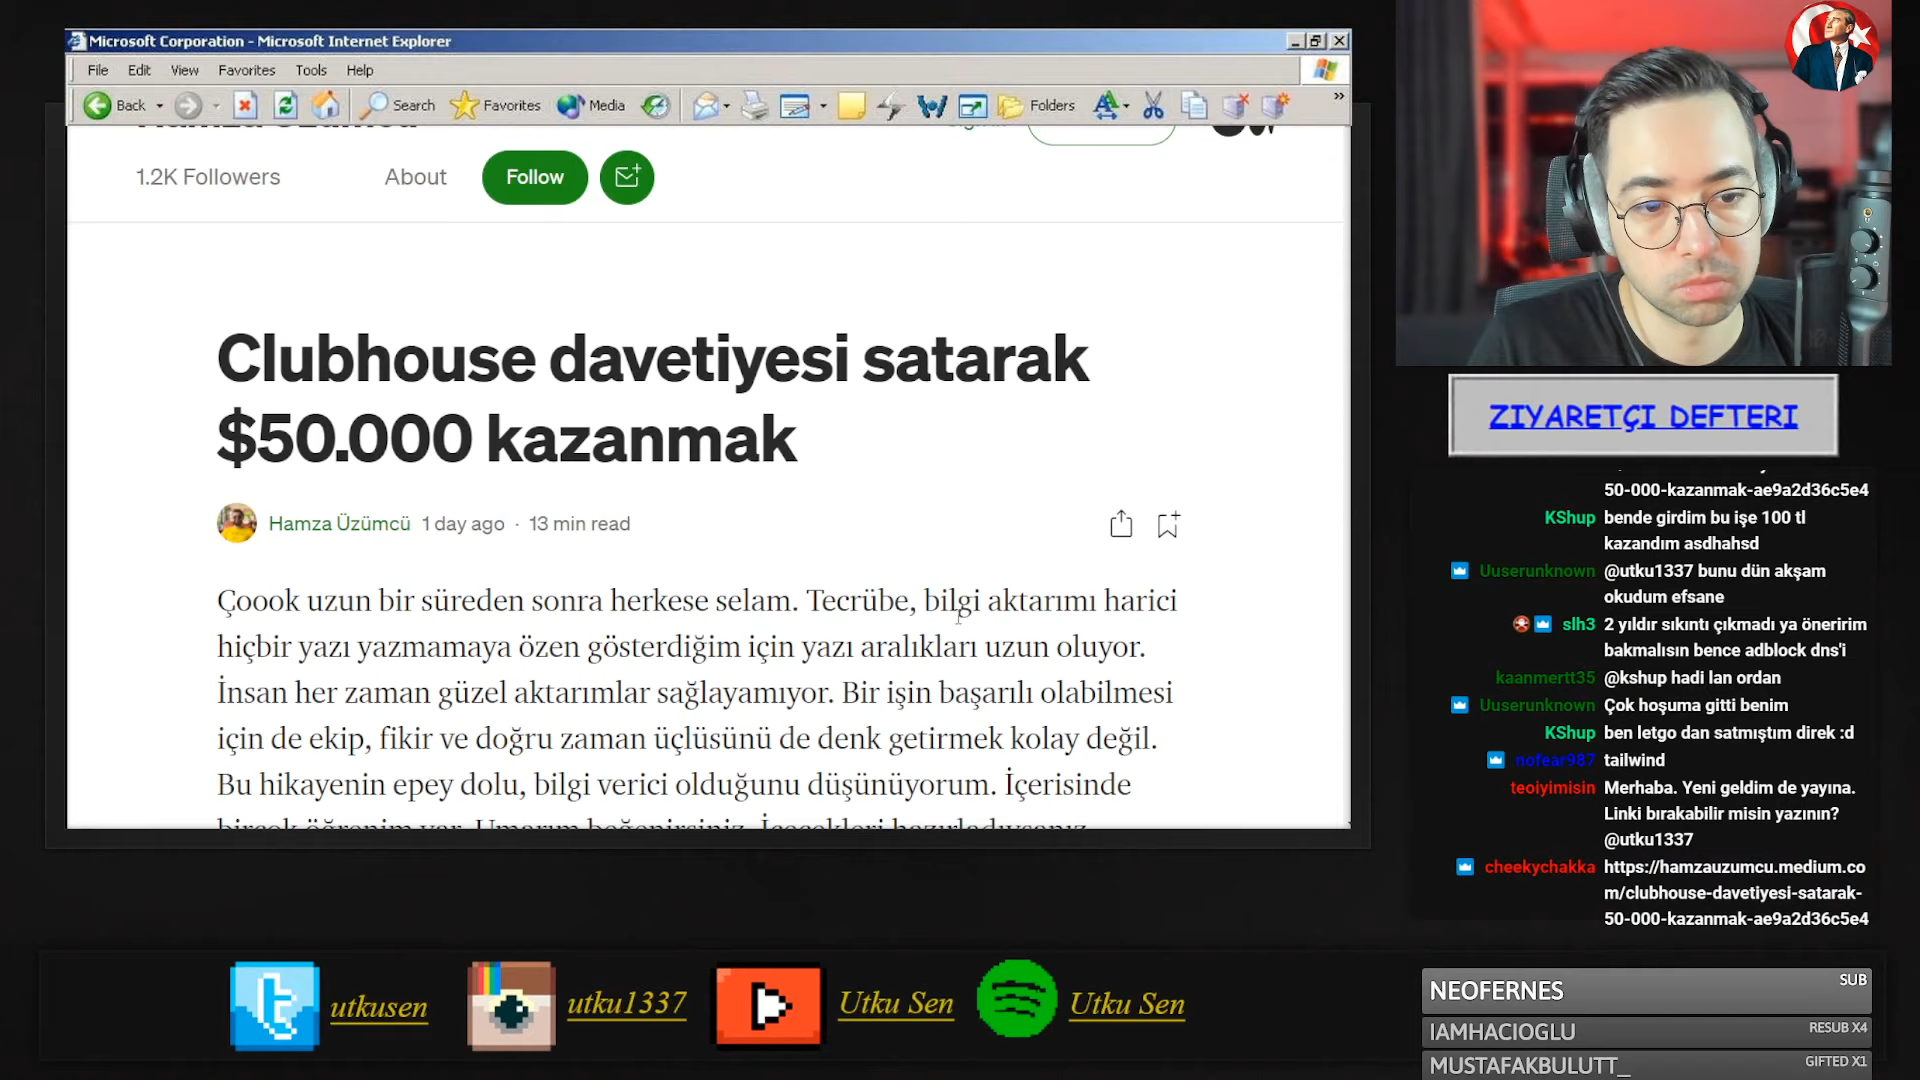 Microsoft Corporation - Microsoft Internet Explorer
File Edit View Favorites Tools Help
Back Search Favorites Media Folders
1.2K Followers About Follow
Clubhouse davetiyesi satarak
$50.000 kazanmak
Hamza Üzümcü 1 day ago · 13 min read
Çoook uzun bir süreden sonra herkese selam. Tecrübe, bilgi aktarımı harici
hiçbir yazı yazmamaya özen gösterdiğim için yazı aralıkları uzun oluyor.
İnsan her zaman güzel aktarımlar sağlayamıyor. Bir işin başarılı olabilmesi
için de ekip, fikir ve doğru zaman üçlüsünü de denk getirmek kolay değil.
Bu hikayenin epey dolu, bilgi verici olduğunu düşünüyorum. İçerisinde
ZIYARETÇI DEFTERI
50-000-kazanmak-ae9a2d36c5e4
KShup bende girdim bu işe 100 tl
kazandım asdhahsd
Uuserunknown @utku1337 bunu dün akşam
okudum efsane
slh3 2 yıldır sıkıntı çıkmadı ya öneririm
bakmalısın bence adblock dns'i
kaanmertt35 @kshup hadi lan ordan
Uuserunknown Çok hoşuma gitti benim
KShup ben letgo dan satmıştım direk :d
nofear987 tailwind
teoiyimisin Merhaba. Yeni geldim de yayına.
Linki bırakabilir misin yazının?
@utku1337
cheekychakka https://hamzauzumcu.medium.co
m/clubhouse-davetiyesi-satarak-
50-000-kazanmak-ae9a2d36c5e4
utkusen utku1337 Utku Sen Utku Sen
NEOFERNES SUB
IAMHACIOGLU RESUB X4
MUSTAFAKBULUTT_ GIFTED X1